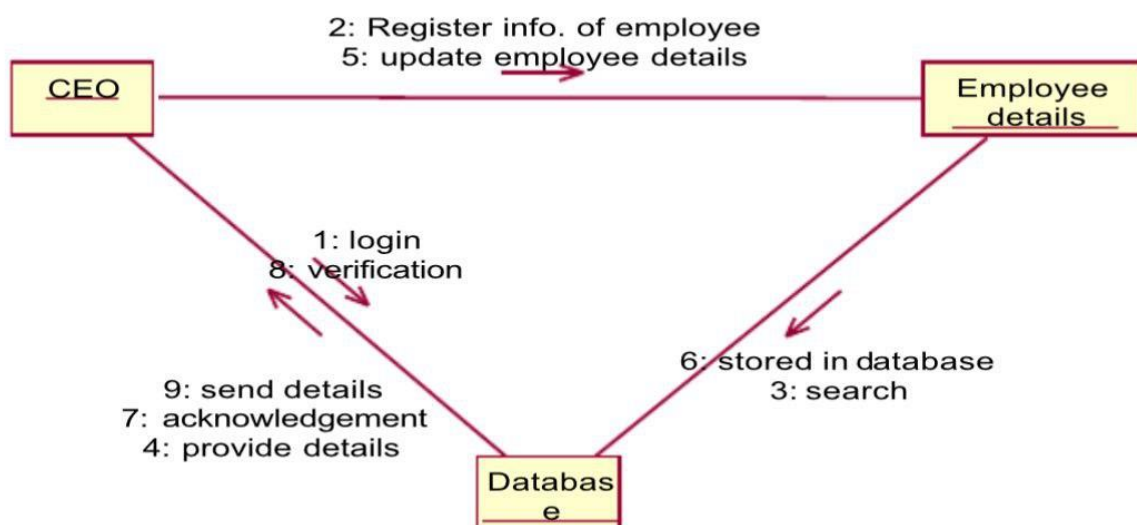 2: Register info. of employee
5: update employee details
CEO
Employee
details
1: login
8: verification
6: stored in database
3: search
9: send details
7: acknowledgement
4: provide details
Databas
e